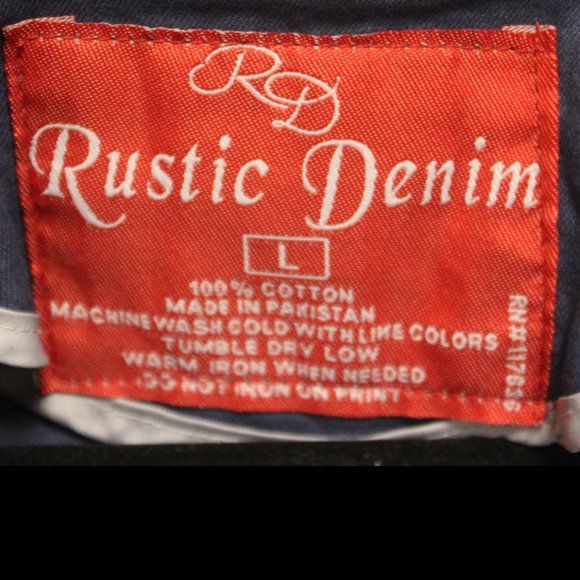 RD
Rustic Denim
L
100% COTTON
MADE IN PAKISTAN
MACHINE WASH COLD WITH LIKE COLORS
TUMBLE DRY LOW
WARM IRON WHEN NEEDED
DO NOT IRON ON PRINT
RN# 117636